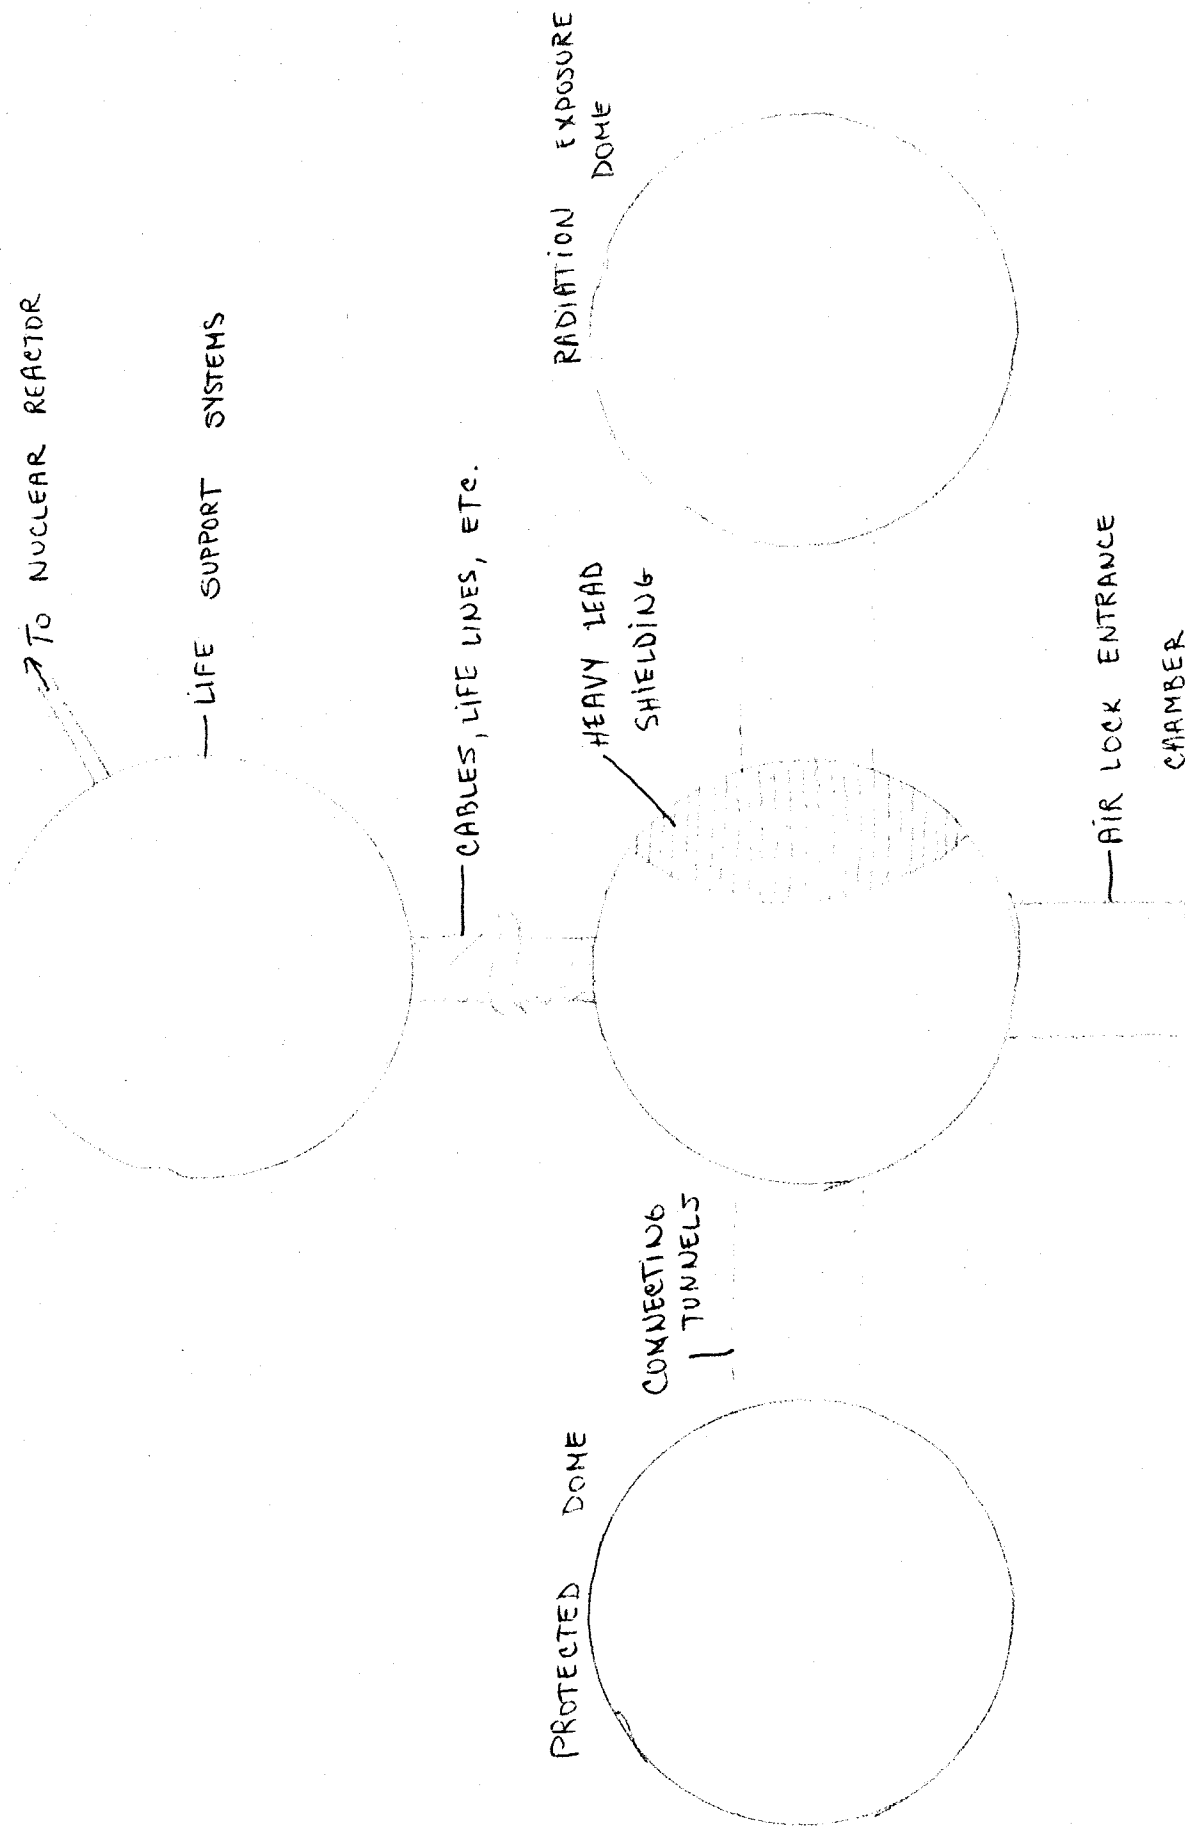 TO NUCLEAR REACTOR
LIFE SUPPORT SYSTEMS
CABLES, LIFE LINES, ETC.
PROTECTED DOME
CONNECTING
TUNNELS
HEAVY LEAD
SHIELDING
RADIATION EXPOSURE
DOME
AIR LOCK ENTRANCE
CHAMBER